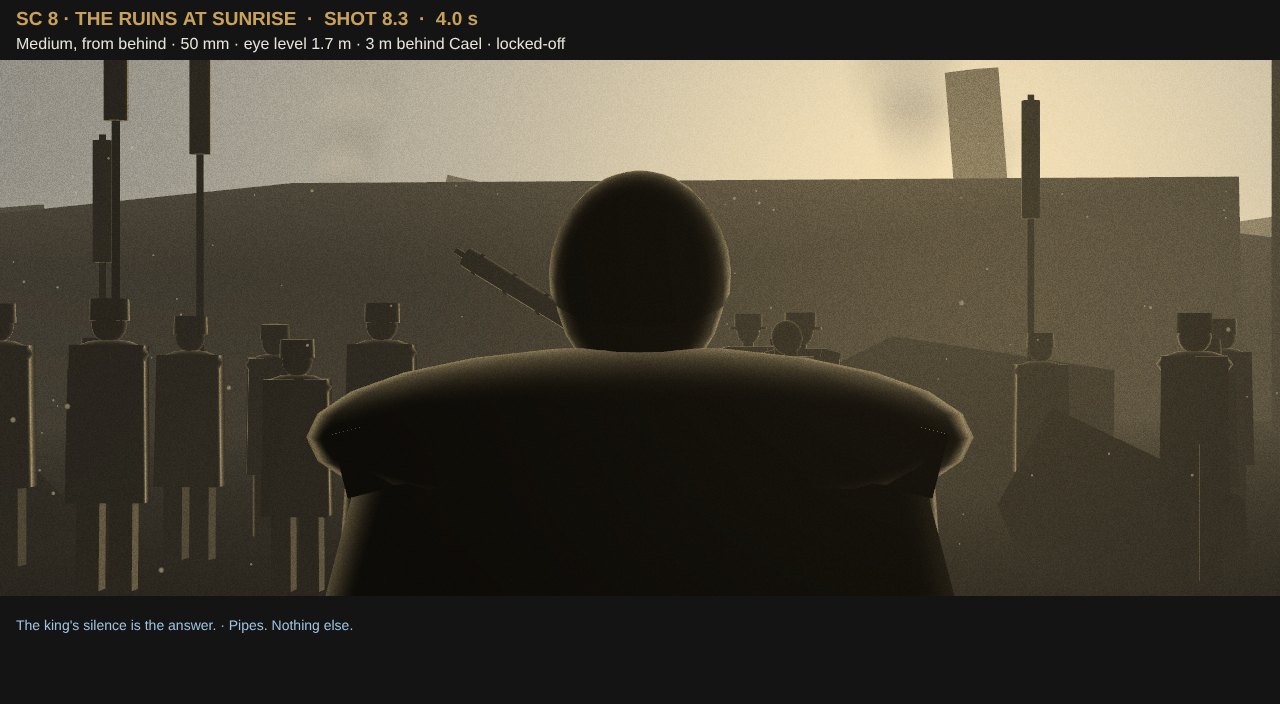 SC 8 · THE RUINS AT SUNRISE · SHOT 8.3 · 4.0 s
Medium, from behind · 50 mm · eye level 1.7 m · 3 m behind Cael · locked-off
The king's silence is the answer. · Pipes. Nothing else.